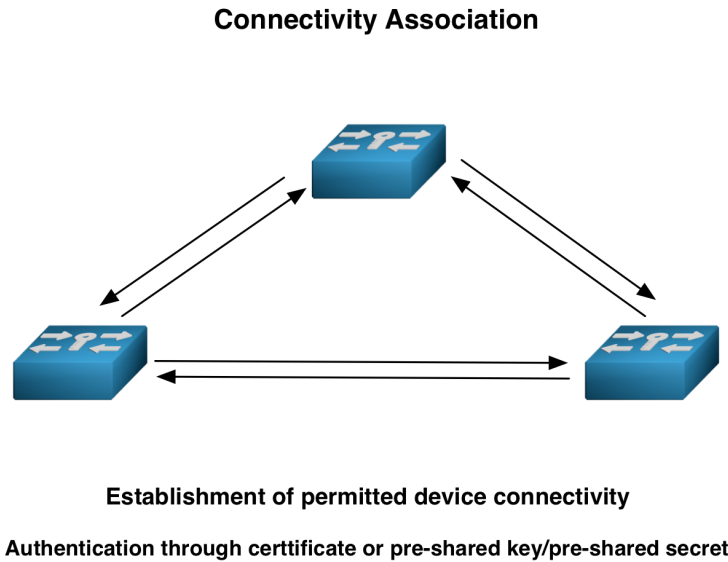 Connectivity Association
Establishment of permitted device connectivity
Authentication through certtificate or pre-shared key/pre-shared secret